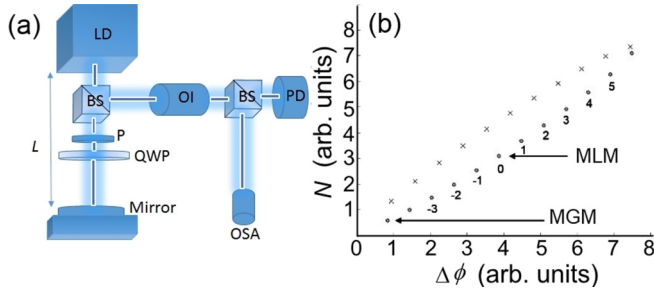 (a)
LD
BS
OI
BS
PD
P
L
QWP
Mirror
OSA
(b)
N (arb. units)
8
7
6
5
4
3
2
1
5
4
3
2
1
0
-1
-2
-3
MLM
MGM
1 2 3 4 5 6 7 8
Δϕ (arb. units)